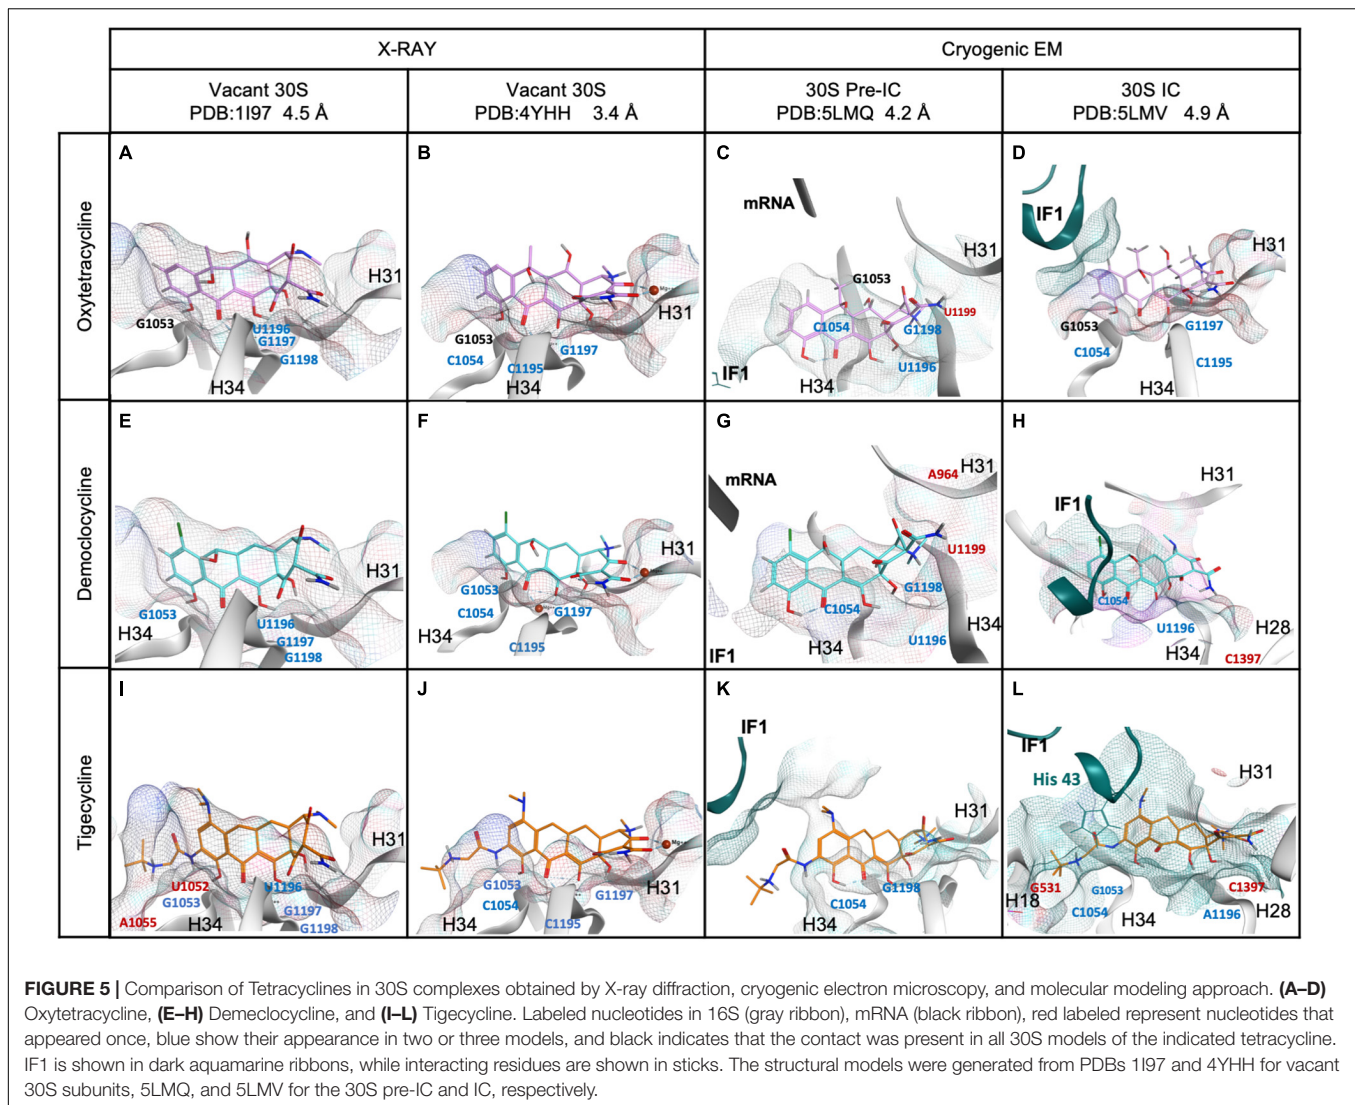 X-RAY
Cryogenic EM
Vacant 30S
PDB:1I97 4.5 Å
Vacant 30S
PDB:4YHH 3.4 Å
30S Pre-IC
PDB:5LMQ 4.2 Å
30S IC
PDB:5LMV 4.9 Å
Oxytetracycline
A
H31
G1053
U1196
G1197
G1198
H34
B
Mg++
H31
G1053
C1054
G1197
C1195
H34
C
mRNA
H31
G1053
U1199
C1054
G1198
IF1
H34
U1196
D
IF1
H31
G1053
G1197
C1054
C1195
H34
Democlocycline
E
H31
G1053
H34
U1196
G1197
G1198
F
H31
G1053
C1054
G1197
H34
C1195
G
A964
H31
mRNA
U1199
G1198
C1054
H34
H34
U1196
IF1
H
H31
IF1
C1054
U1196
H28
H34
C1397
Tigecycline
I
H31
U1052
U1196
G1053
G1197
A1055
H34
G1198
J
Mg++
H31
G1053
C1054
G1197
H34
C1195
K
IF1
H31
G1198
C1054
H34
L
IF1
His 43
H31
G531
G1053
C1397
H18
C1054
H34
A1196
H28
FIGURE 5 | Comparison of Tetracyclines in 30S complexes obtained by X-ray diffraction, cryogenic electron microscopy, and molecular modeling approach. (A–D)
Oxytetracycline, (E–H) Demeclocycline, and (I–L) Tigecycline. Labeled nucleotides in 16S (gray ribbon), mRNA (black ribbon), red labeled represent nucleotides that
appeared once, blue show their appearance in two or three models, and black indicates that the contact was present in all 30S models of the indicated tetracycline.
IF1 is shown in dark aquamarine ribbons, while interacting residues are shown in sticks. The structural models were generated from PDBs 1I97 and 4YHH for vacant
30S subunits, 5LMQ, and 5LMV for the 30S pre-IC and IC, respectively.